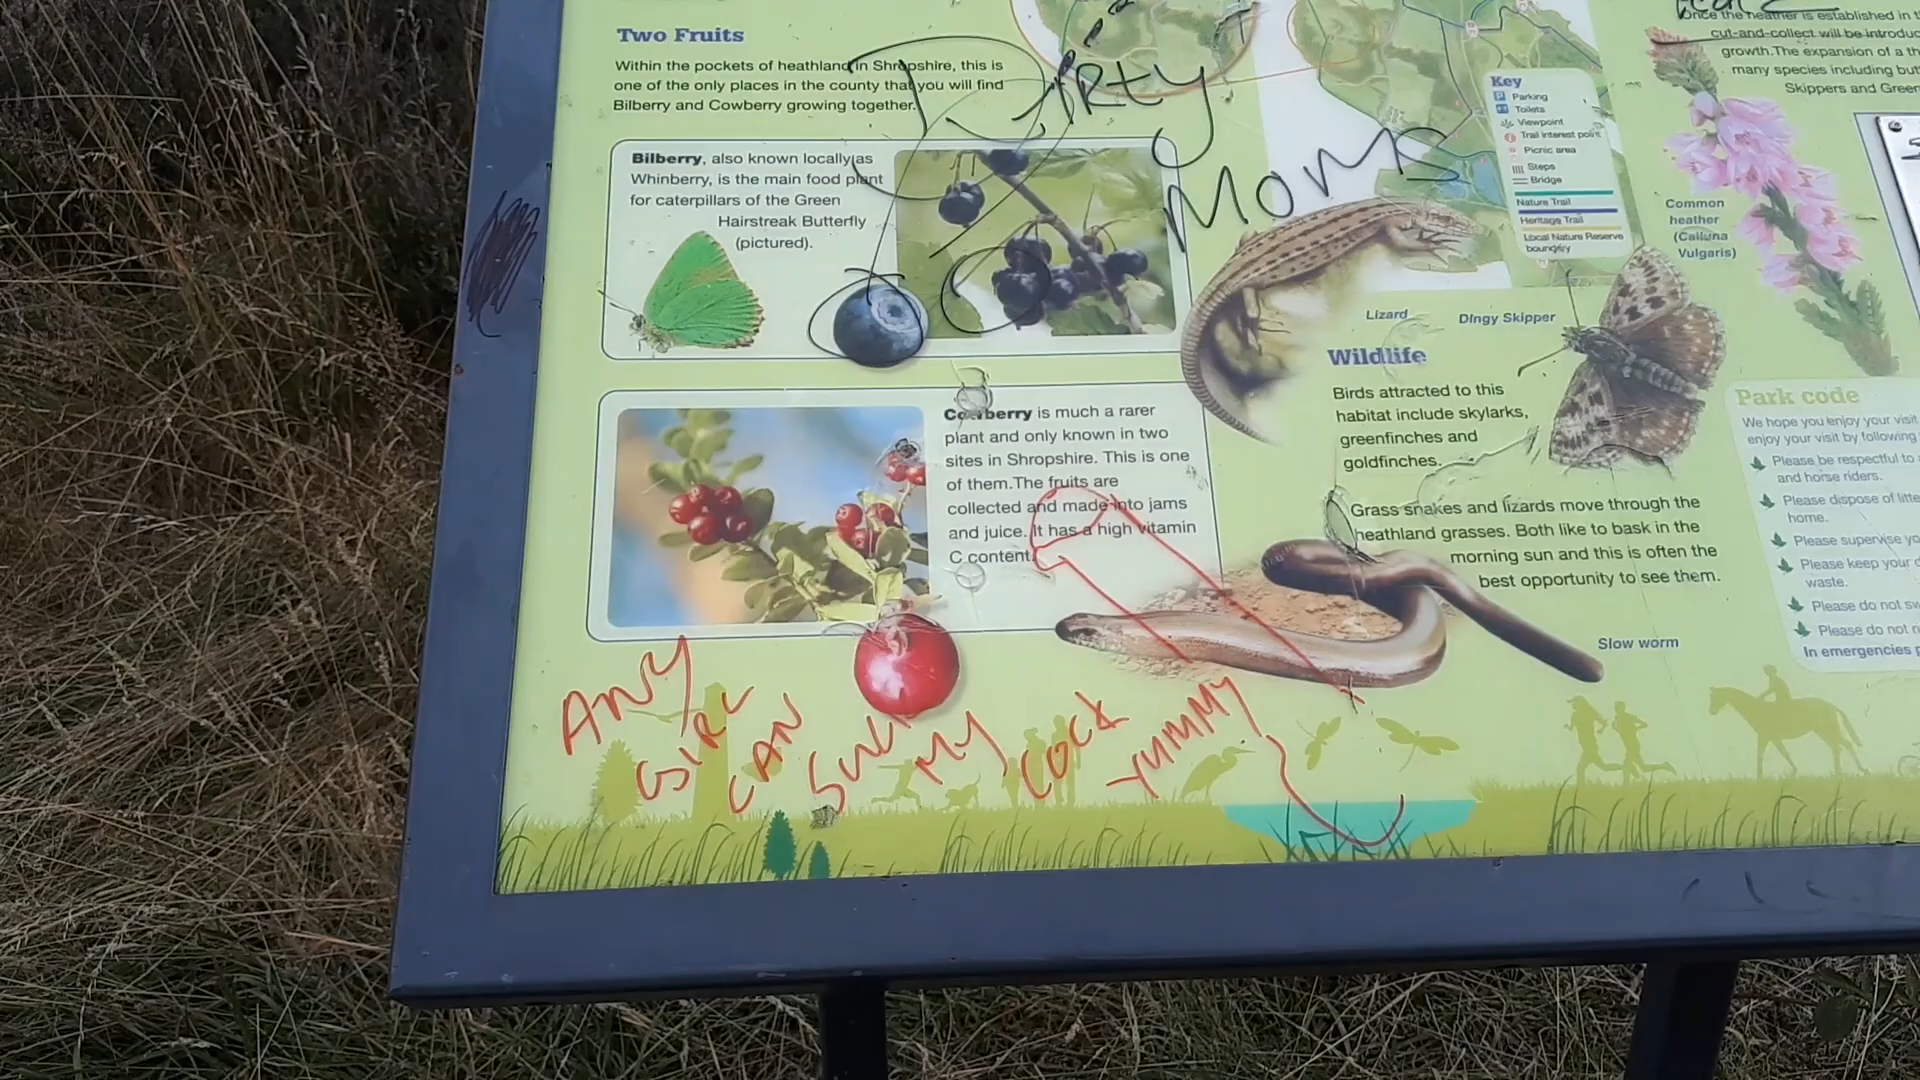 Two Fruits
Within the pockets of heathland in Shropshire, this is
one of the only places in the county that you will find
Bilberry and Cowberry growing together.
DIRTY
MOMS
Bilberry, also known locally as
Whinberry, is the main food plant
for caterpillars of the Green
Hairstreak Butterfly
(pictured).
Cowberry is much a rarer
plant and only known in two
sites in Shropshire. This is one
of them.The fruits are
collected and made into jams
and juice. It has a high vitamin
C content.
Key
Parking
Toilets
Viewpoint
Trail interest point
Picnic area
Steps
Bridge
Nature Trail
Heritage Trail
Local Nature Reserve
boundary
Once the heather is established in
cut-and-collect will be
growth.The expansion of a
many species including
Skippers and
Common
heather
(Calluna
Vulgaris)
Lizard
Dingy Skipper
Wildlife
Birds attracted to this
habitat include skylarks,
greenfinches and
goldfinches.
Grass snakes and lizards move through the
heathland grasses. Both like to bask in the
morning sun and this is often the
best opportunity to see them.
Slow worm
Park code
We hope you enjoy your visit
enjoy your visit by following
Please be respectful to
and horse riders.
Please dispose of
home.
Please supervise
Please keep your
waste.
Please do not
Please do not
In emergencies
ANY
GIRL
CAN
SUCK
MY
COCK
YUMMY